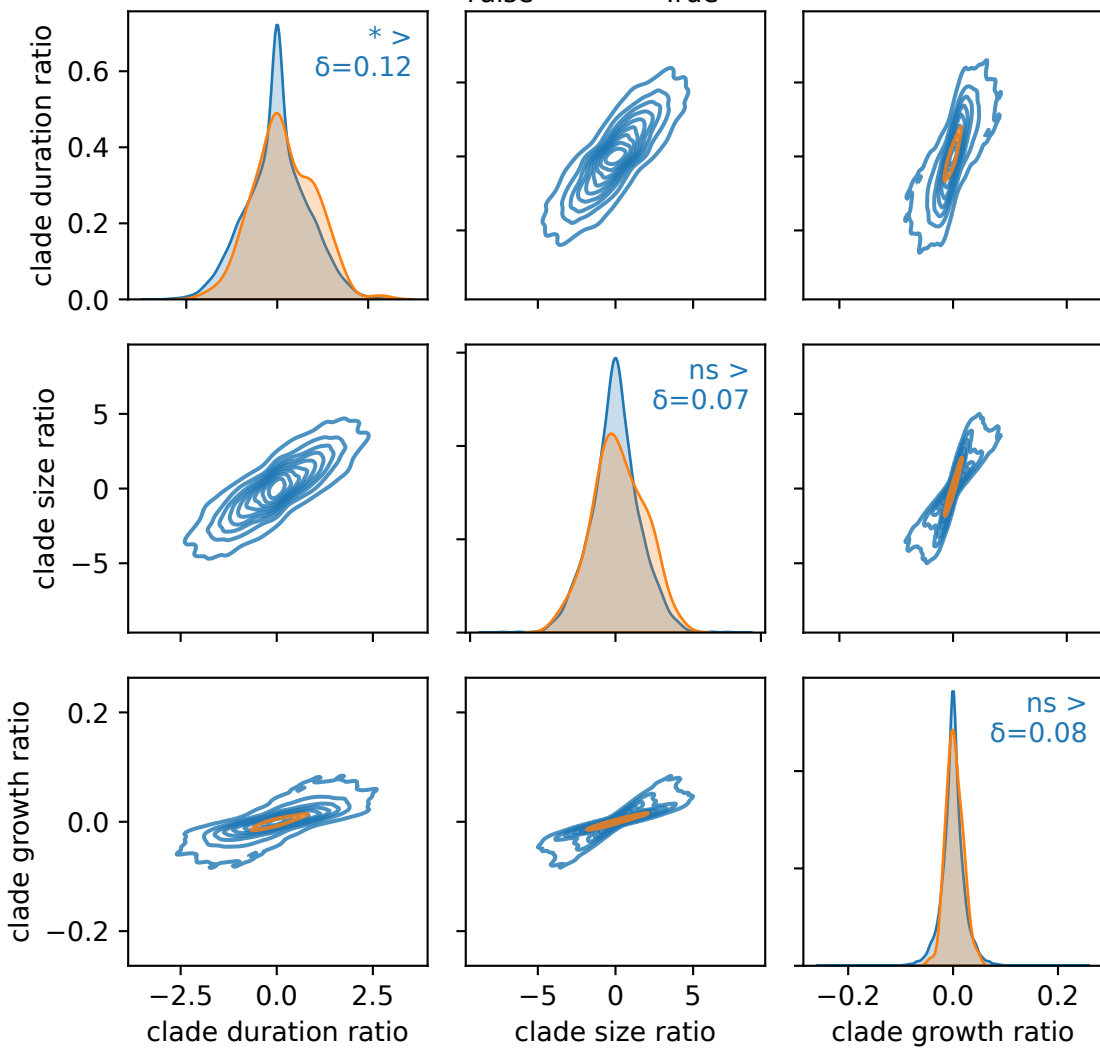 clade duration ratio
0.6
0.4
0.2
0.0
* >
δ=0.12
clade size ratio
5
0
−5
ns >
δ=0.07
clade growth ratio
0.2
0.0
−0.2
ns >
δ=0.08
−2.5 0.0 2.5
−5 0 5
−0.2 0.0 0.2
clade duration ratio
clade size ratio
clade growth ratio